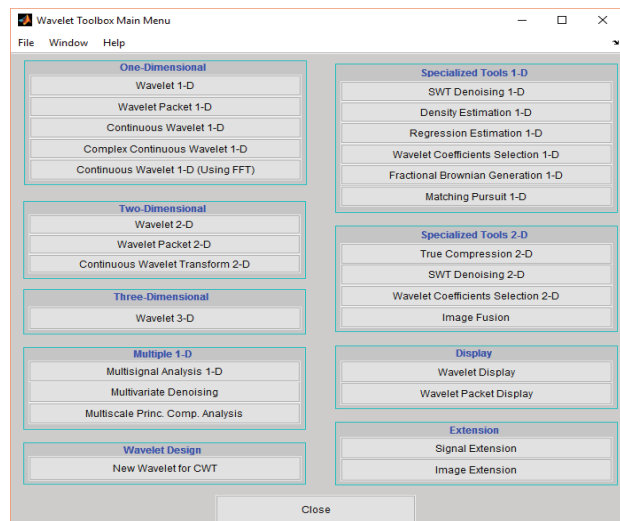 Wavelet Toolbox Main Menu
File Window Help
One-Dimensional
Wavelet 1-D
Wavelet Packet 1-D
Continuous Wavelet 1-D
Complex Continuous Wavelet 1-D
Continuous Wavelet 1-D (Using FFT)
Two-Dimensional
Wavelet 2-D
Wavelet Packet 2-D
Continuous Wavelet Transform 2-D
Three-Dimensional
Wavelet 3-D
Multiple 1-D
Multisignal Analysis 1-D
Multivariate Denoising
Multiscale Princ. Comp. Analysis
Wavelet Design
New Wavelet for CWT
Specialized Tools 1-D
SWT Denoising 1-D
Density Estimation 1-D
Regression Estimation 1-D
Wavelet Coefficients Selection 1-D
Fractional Brownian Generation 1-D
Matching Pursuit 1-D
Specialized Tools 2-D
True Compression 2-D
SWT Denoising 2-D
Wavelet Coefficients Selection 2-D
Image Fusion
Display
Wavelet Display
Wavelet Packet Display
Extension
Signal Extension
Image Extension
Close